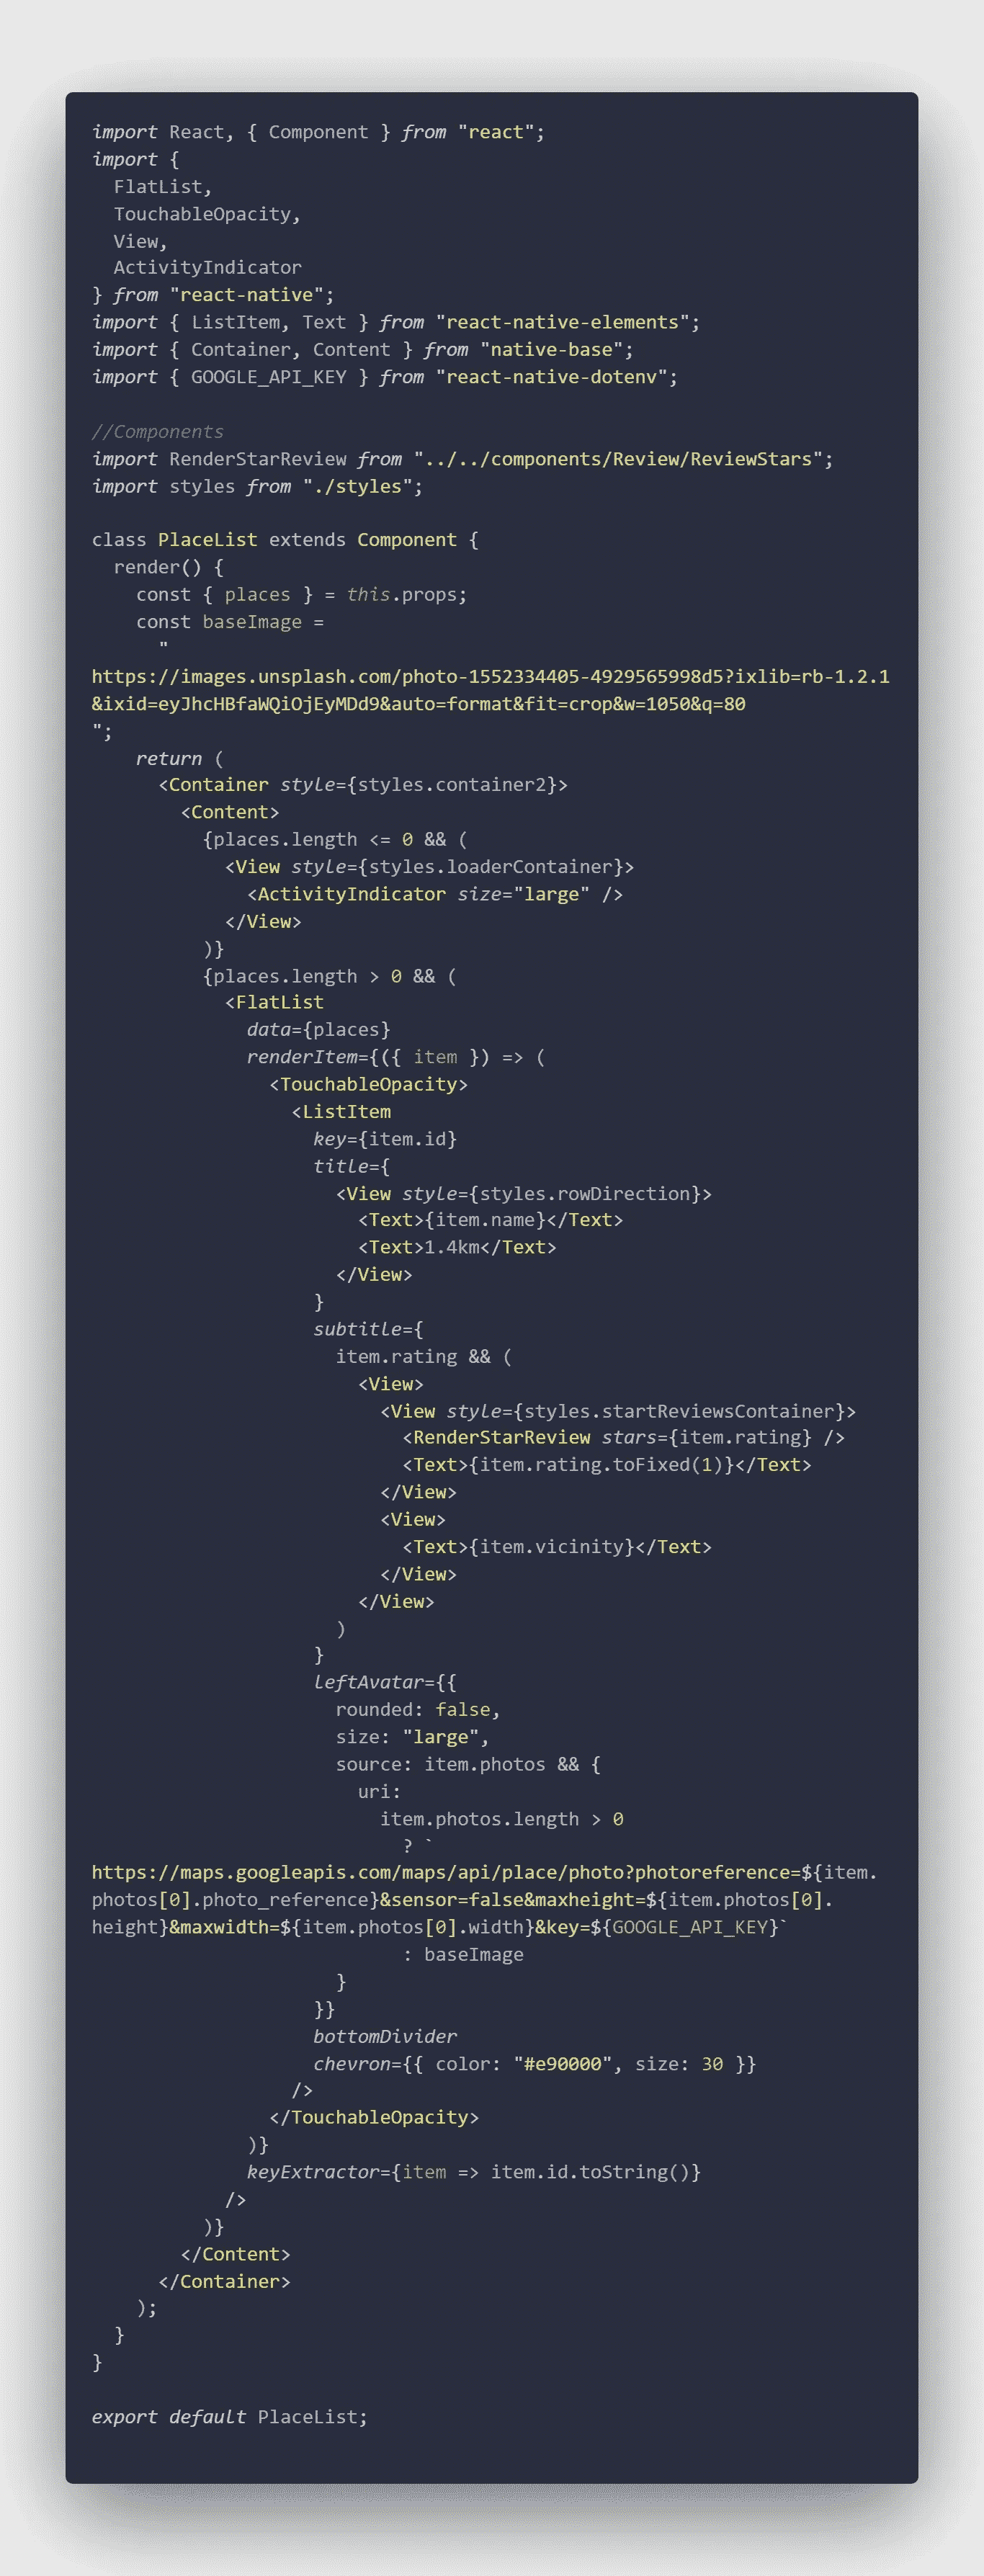 import React, { Component } from "react";
import {
  FlatList,
  TouchableOpacity,
  View,
  ActivityIndicator
} from "react-native";
import { ListItem, Text } from "react-native-elements";
import { Container, Content } from "native-base";
import { GOOGLE_API_KEY } from "react-native-dotenv";

//Components
import RenderStarReview from "../../components/Review/ReviewStars";
import styles from "./styles";

class PlaceList extends Component {
  render() {
    const { places } = this.props;
    const baseImage =
      "
https://images.unsplash.com/photo-1552334405-4929565998d5?ixlib=rb-1.2.1
&ixid=eyJhcHBfaWQiOjEyMDd9&auto=format&fit=crop&w=1050&q=80
";
    return (
      <Container style={styles.container2}>
        <Content>
          {places.length <= 0 && (
            <View style={styles.loaderContainer}>
              <ActivityIndicator size="large" />
            </View>
          )}
          {places.length > 0 && (
            <FlatList
              data={places}
              renderItem={({ item }) => (
                <TouchableOpacity>
                  <ListItem
                    key={item.id}
                    title={
                      <View style={styles.rowDirection}>
                        <Text>{item.name}</Text>
                        <Text>1.4km</Text>
                      </View>
                    }
                    subtitle={
                      item.rating && (
                        <View>
                          <View style={styles.startReviewsContainer}>
                            <RenderStarReview stars={item.rating} />
                            <Text>{item.rating.toFixed(1)}</Text>
                          </View>
                          <View>
                            <Text>{item.vicinity}</Text>
                          </View>
                        </View>
                      )
                    }
                    leftAvatar={{
                      rounded: false,
                      size: "large",
                      source: item.photos && {
                        uri:
                          item.photos.length > 0
                            ? `
https://maps.googleapis.com/maps/api/place/photo?photoreference=${item.
photos[0].photo_reference}&sensor=false&maxheight=${item.photos[0].
height}&maxwidth=${item.photos[0].width}&key=${GOOGLE_API_KEY}`
                            : baseImage
                      }
                    }}
                    bottomDivider
                    chevron={{ color: "#e90000", size: 30 }}
                  />
                </TouchableOpacity>
              )}
              keyExtractor={item => item.id.toString()}
            />
          )}
        </Content>
      </Container>
    );
  }
}

export default PlaceList;